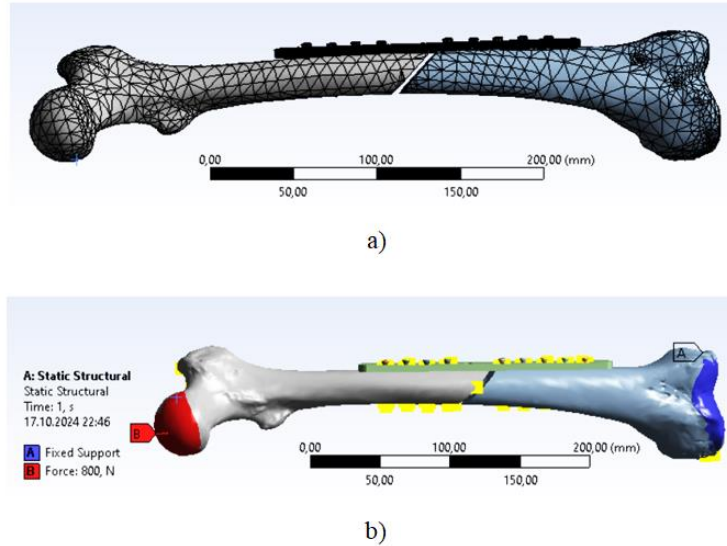 0,00 100,00 200,00 (mm)
50,00 150,00
a)
A: Static Structural
Static Structural
Time: 1, s
17.10.2024 22:46
A Fixed Support
B Force: 800, N
A
B
0,00 100,00 200,00 (mm)
50,00 150,00
b)